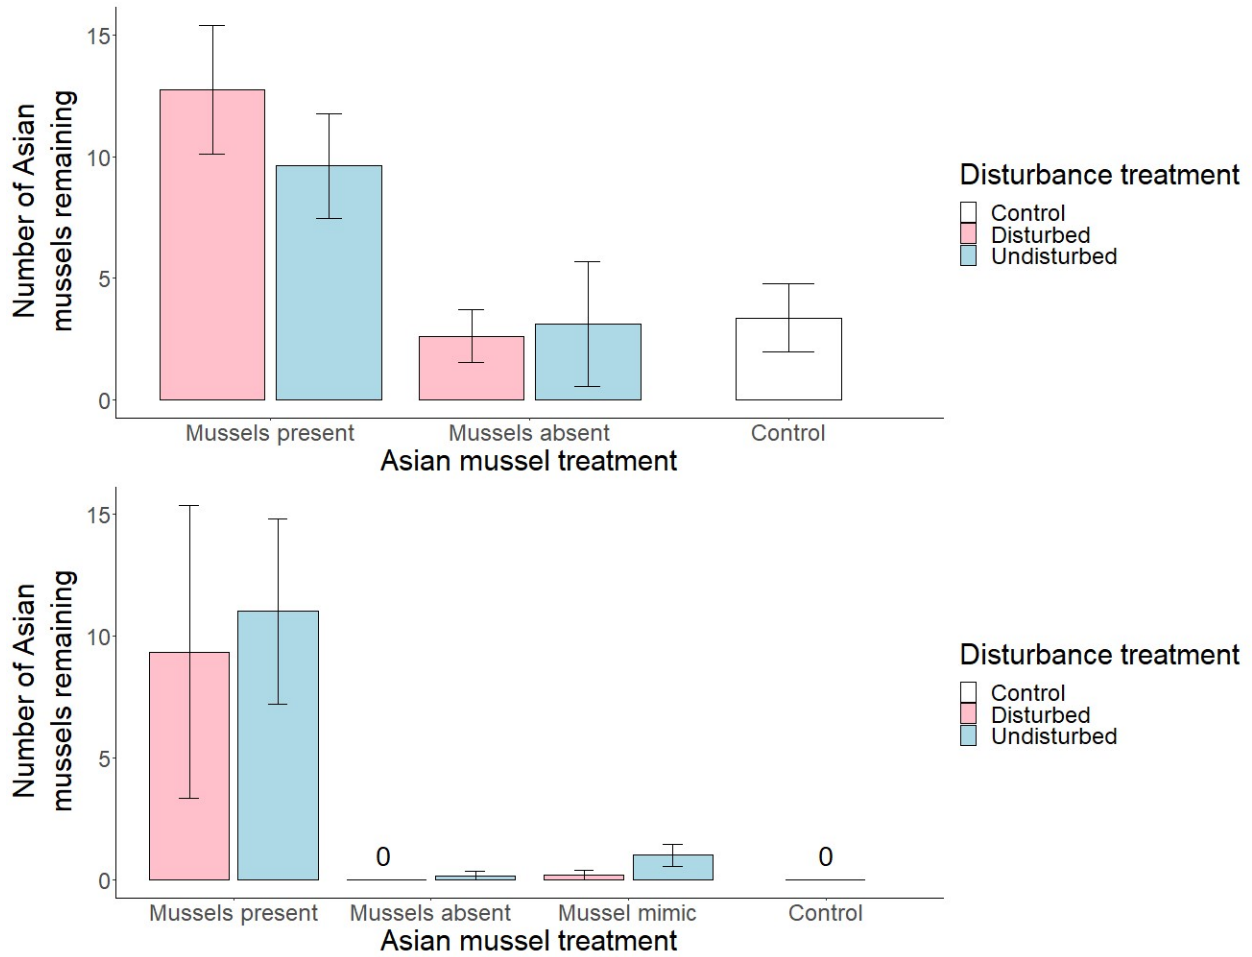 Number of Asian
mussels remaining
15
10
5
0
Mussels present
Mussels absent
Control
Asian mussel treatment
Disturbance treatment
Control
Disturbed
Undisturbed
Number of Asian
mussels remaining
15
10
5
0
0
0
Mussels present
Mussels absent
Mussel mimic
Control
Asian mussel treatment
Disturbance treatment
Control
Disturbed
Undisturbed